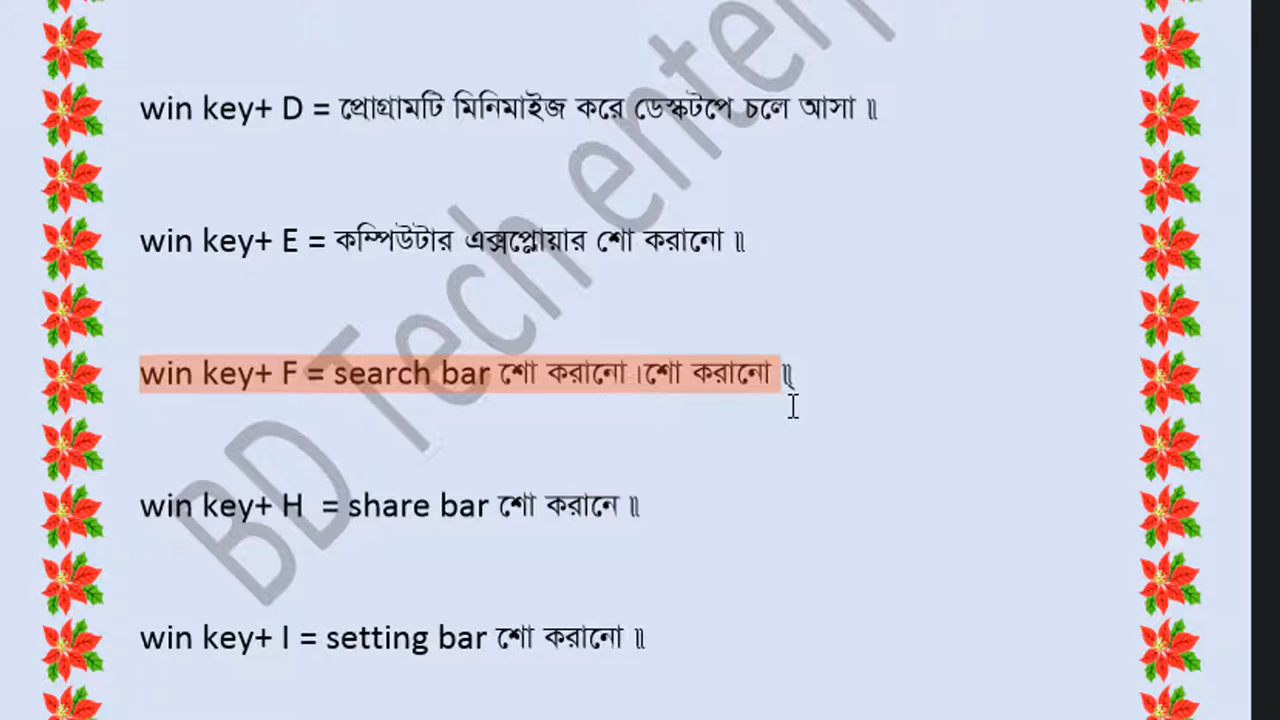 BD Tech enter
win key+ D = প্রোগ্রামটি মিনিমাইজ করে ডেস্কটপে চলে আসা ॥
win key+ E = কম্পিউটার এক্সপ্লোয়ার শো করানো ॥
win key+ F = search bar শো করানো ।শো করানো ॥
win key+ H  = share bar শো করানে ॥
win key+ I = setting bar শো করানো ॥